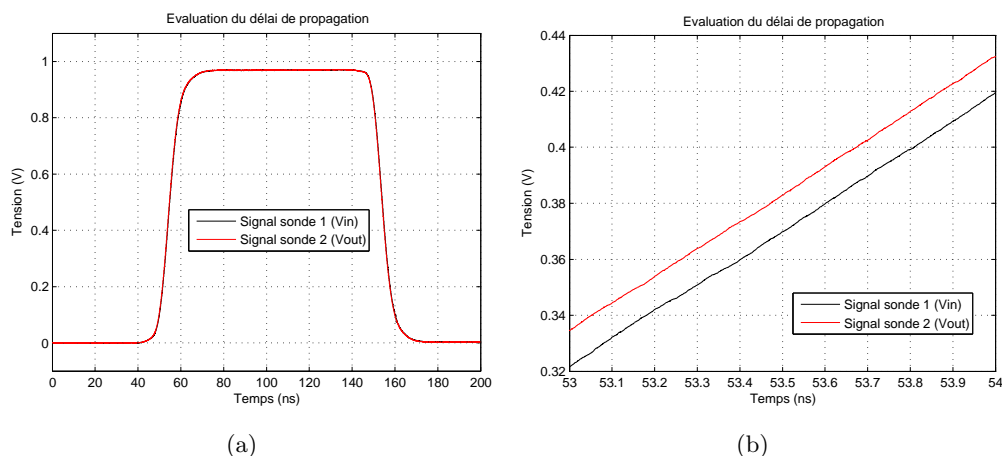 Evaluation du délai de propagation
Tension (V)
1
0.8
0.6
0.4
0.2
0
0 20 40 60 80 100 120 140 160 180 200
Temps (ns)
Signal sonde 1 (Vin)
Signal sonde 2 (Vout)
(a)
Evaluation du délai de propagation
Tension (V)
0.44
0.42
0.4
0.38
0.36
0.34
0.32
53 53.1 53.2 53.3 53.4 53.5 53.6 53.7 53.8 53.9 54
Temps (ns)
Signal sonde 1 (Vin)
Signal sonde 2 (Vout)
(b)